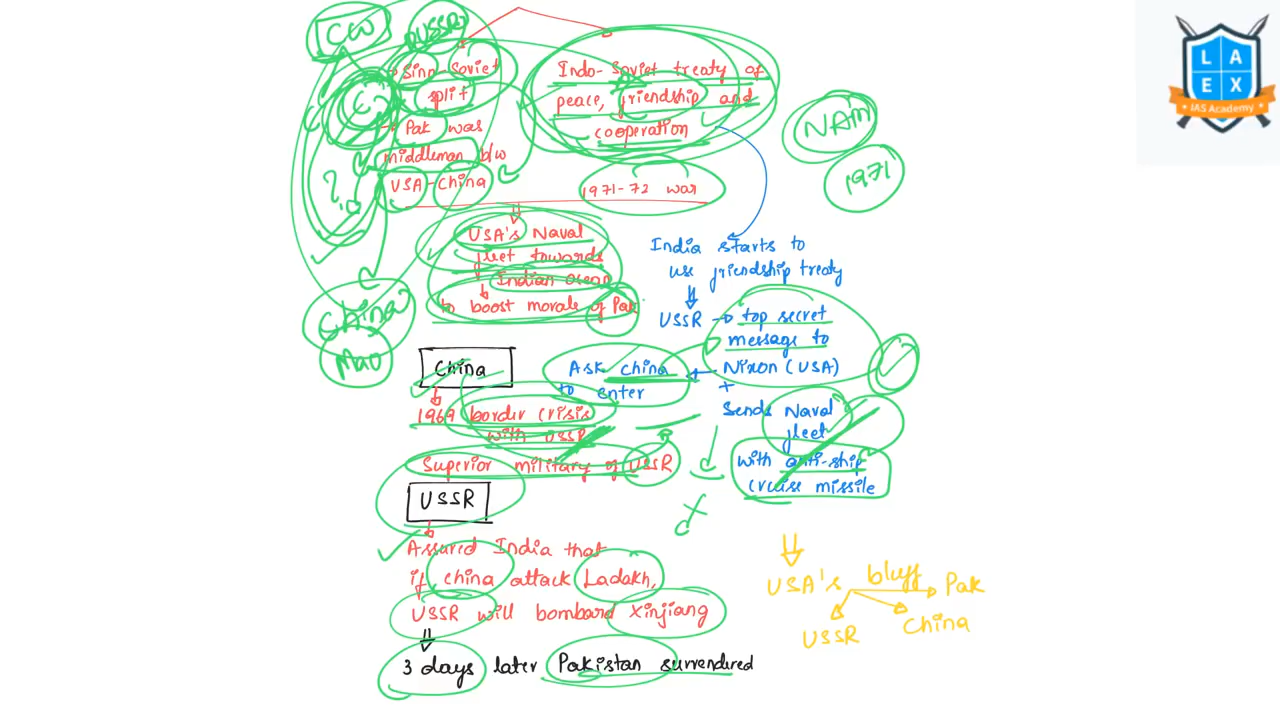 CW
USSR
→ Sino-Soviet
split
→ Pak was
middleman b/w
USA-China
C
?
Indo-Soviet treaty of
peace, friendship and
cooperation
1971-72 war
NAM
1971
LA
EX
IAS Academy
USA's Naval
fleet towards
Indian Ocean
to boost morale of Pak
India starts to
use friendship treaty
USSR → top secret
message to
Nixon (USA)
+
Sends Naval
fleet
with anti-ship
cruise missile
Ask china
to enter
China
Mao
China
1969 border crisis
with USSR
Superior military of USSR
USSR
Assured India that
if china attack Ladakh,
USSR will bombard Xinjiang
3 days later Pakistan surrendered
USA's bluff → Pak
USSR China